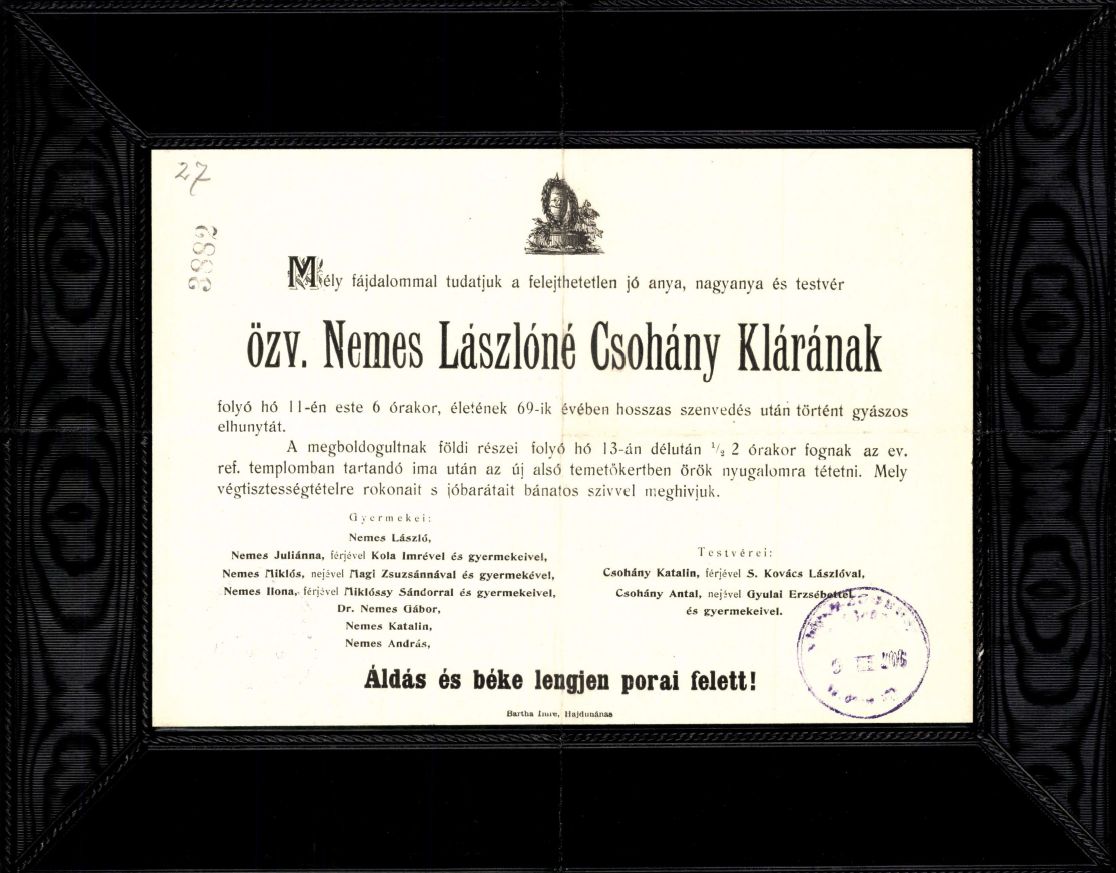 27
3882
Mély fájdalommal tudatjuk a felejthetetlen jó anya, nagyanya és testvér
özv. Nemes Lászlóné Csohány Klárának
folyó hó 11-én este 6 órakor, életének 69-ik évében hosszas szenvedés után történt gyászos
elhunytát.
A megboldogultnak földi részei folyó hó 13-án délután 1/2 2 órakor fognak az ev.
ref. templomban tartandó ima után az új alsó temetőkertben örök nyugalomra tétetni. Mely
végtisztességtételre rokonait s jóbarátait bánatos szivvel meghivjuk.
Gyermekei:
Nemes László,
Nemes Juliánna, férjével Kola Imrével és gyermekeivel,
Nemes Miklós, nejével Nagi Zsuzsánnával és gyermekével,
Nemes Ilona, férjével Miklóssy Sándorral és gyermekeivel,
Dr. Nemes Gábor,
Nemes Katalin,
Nemes András,
Testvérei:
Csohány Katalin, férjével S. Kovács Lászlóval,
Csohány Antal, nejével Gyulai Erzsébettel
és gyermekeivel.
Áldás és béke lengjen porai felett!
Bartha Imre, Hajdunánás